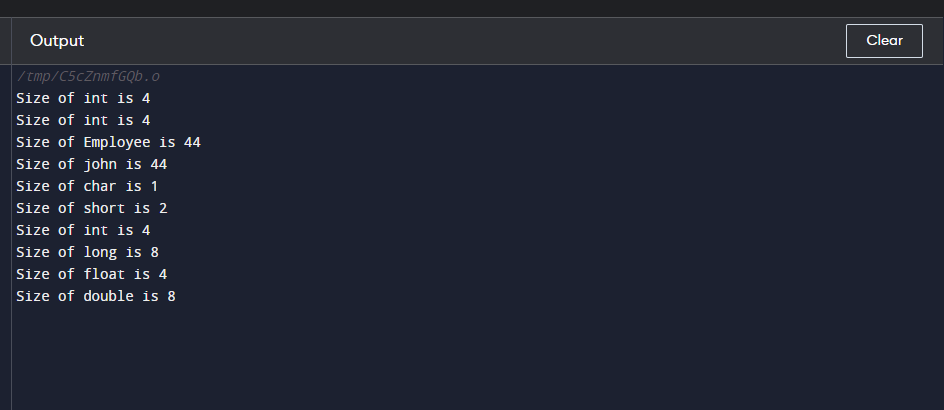 Output
Clear
/tmp/C5cZnmfGQb.o
Size of int is 4
Size of int is 4
Size of Employee is 44
Size of john is 44
Size of char is 1
Size of short is 2
Size of int is 4
Size of long is 8
Size of float is 4
Size of double is 8